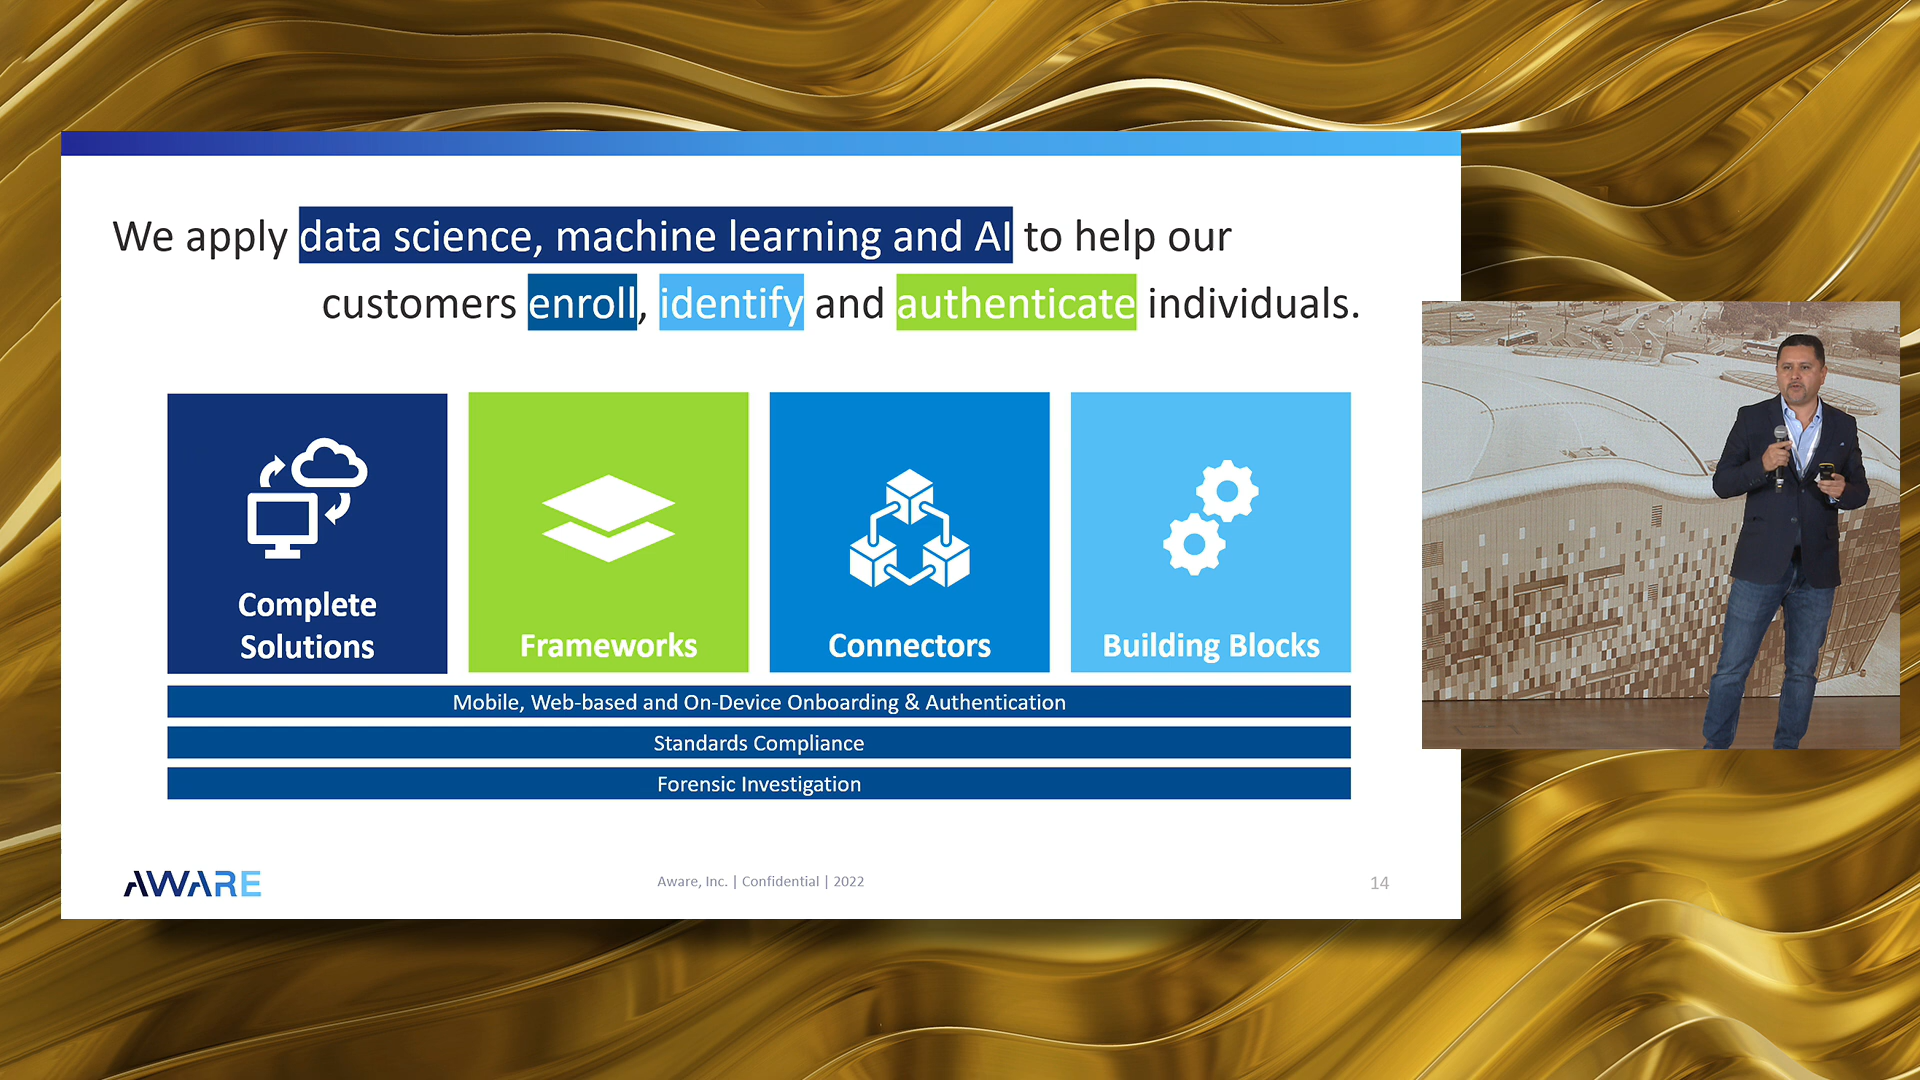 We apply data science, machine learning and AI to help our
customers enroll, identify and authenticate individuals.
Complete
Solutions
Frameworks
Connectors
Building Blocks
Mobile, Web-based and On-Device Onboarding & Authentication
Standards Compliance
Forensic Investigation
AWARE
Aware, Inc. | Confidential | 2022
14